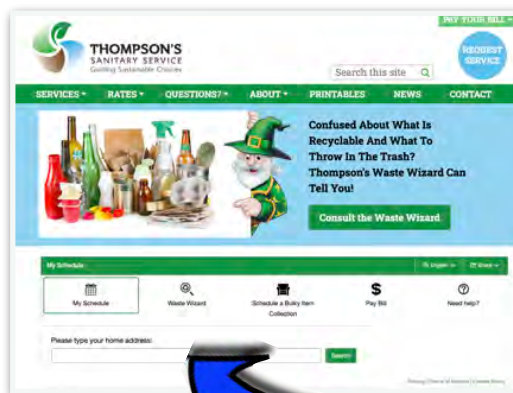 PAY YOUR BILL
THOMPSON'S
SANITARY SERVICE
Guiding Sustainable Choices
Search this site
REQUEST
SERVICE
SERVICES
RATES
QUESTIONS?
ABOUT
PRINTABLES
NEWS
CONTACT
Confused About What Is
Recyclable And What To
Throw In The Trash?
Thompson's Waste Wizard Can
Tell You!
Consult the Waste Wizard
My Schedule
English
Share
My Schedule
Waste Wizard
Schedule a Bulky Item
Collection
Pay Bill
Need help?
Please type your home address:
Search